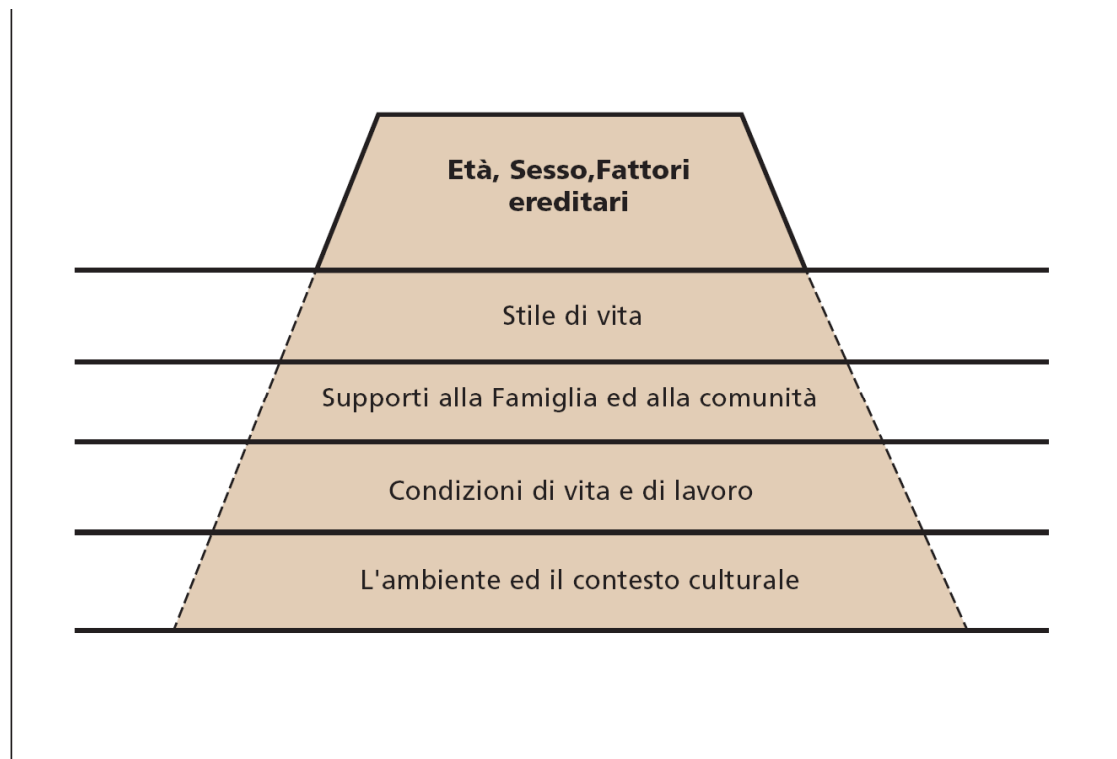 Età, Sesso,Fattori
ereditari
Stile di vita
Supporti alla Famiglia ed alla comunità
Condizioni di vita e di lavoro
L'ambiente ed il contesto culturale